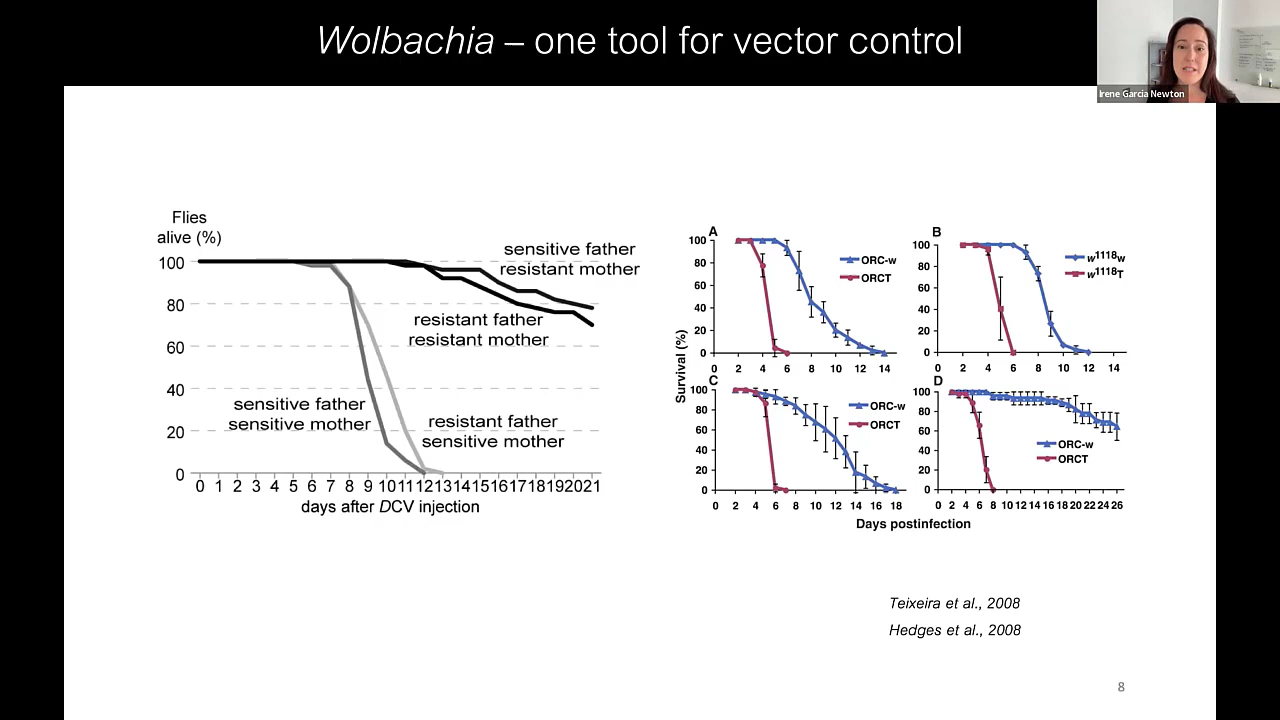 Wolbachia – one tool for vector control
Irene Garcia Newton
Flies
alive (%)
100
80
60
40
20
0
sensitive father
resistant mother
resistant father
resistant mother
sensitive father
sensitive mother
resistant father
sensitive mother
0 1 2 3 4 5 6 7 8 9 10 11 12 13 14 15 16 17 18 19 20 21
days after DCV injection
Survival (%)
A
100
80
60
40
20
0
ORC-w
ORCT
0 2 4 6 8 10 12 14
B
100
80
60
40
20
0
w1118w
w1118T
0 2 4 6 8 10 12 14
C
100
80
60
40
20
0
ORC-w
ORCT
0 2 4 6 8 10 12 14 16 18
D
100
80
60
40
20
0
ORC-w
ORCT
0 2 4 6 8 10 12 14 16 18 20 22 24 26
Days postinfection
Teixeira et al., 2008
Hedges et al., 2008
8